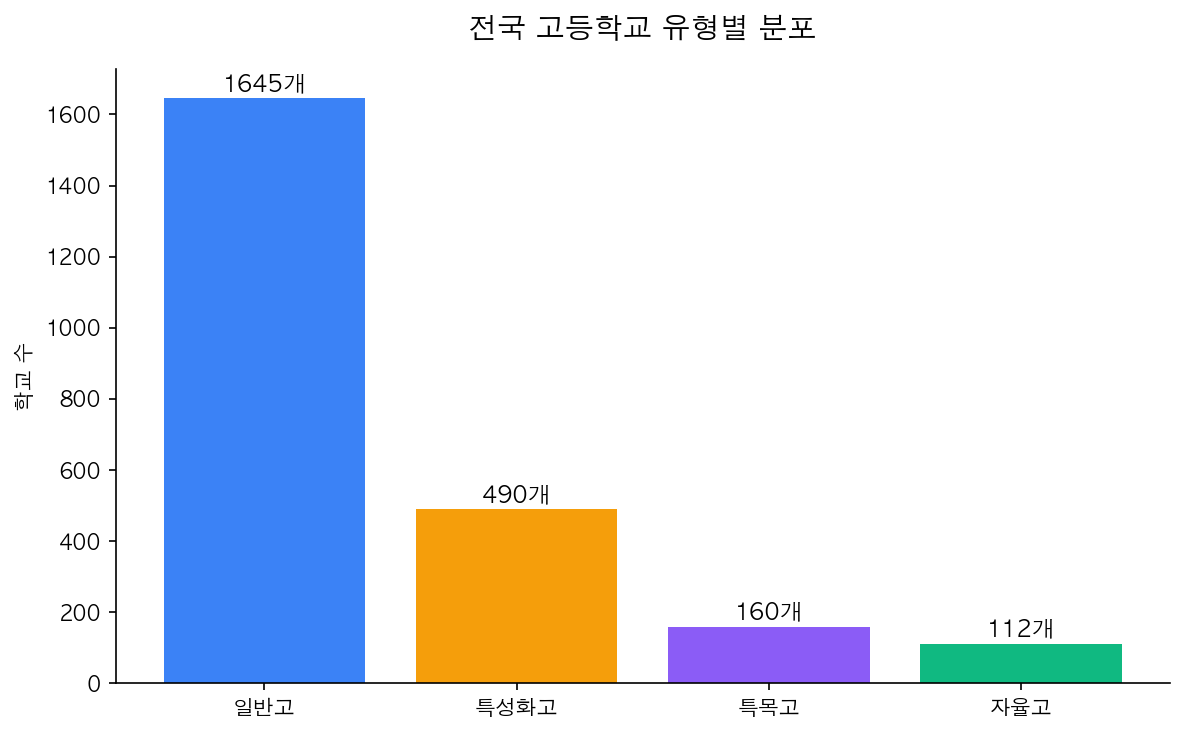 전국 고등학교 유형별 분포
학교 수
1600
1400
1200
1000
800
600
400
200
0
1645개
490개
160개
112개
일반고
특성화고
특목고
자율고